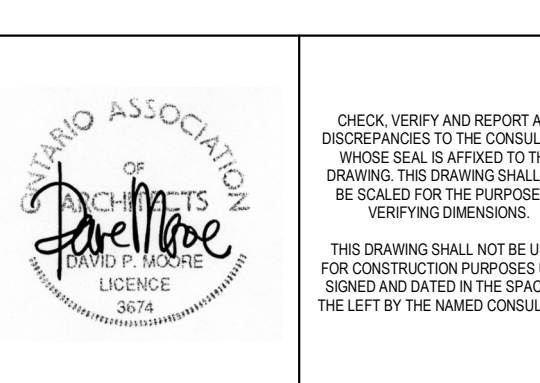 ONTARIO ASSOCIATION
OF
ARCHITECTS
Dave Moore
DAVID P. MOORE
LICENCE
3674
CHECK, VERIFY AND REPORT A
DISCREPANCIES TO THE CONSUL
WHOSE SEAL IS AFFIXED TO TH
DRAWING. THIS DRAWING SHALL
BE SCALED FOR THE PURPOSE
VERIFYING DIMENSIONS.
THIS DRAWING SHALL NOT BE U
FOR CONSTRUCTION PURPOSES
SIGNED AND DATED IN THE SPAC
THE LEFT BY THE NAMED CONSUL